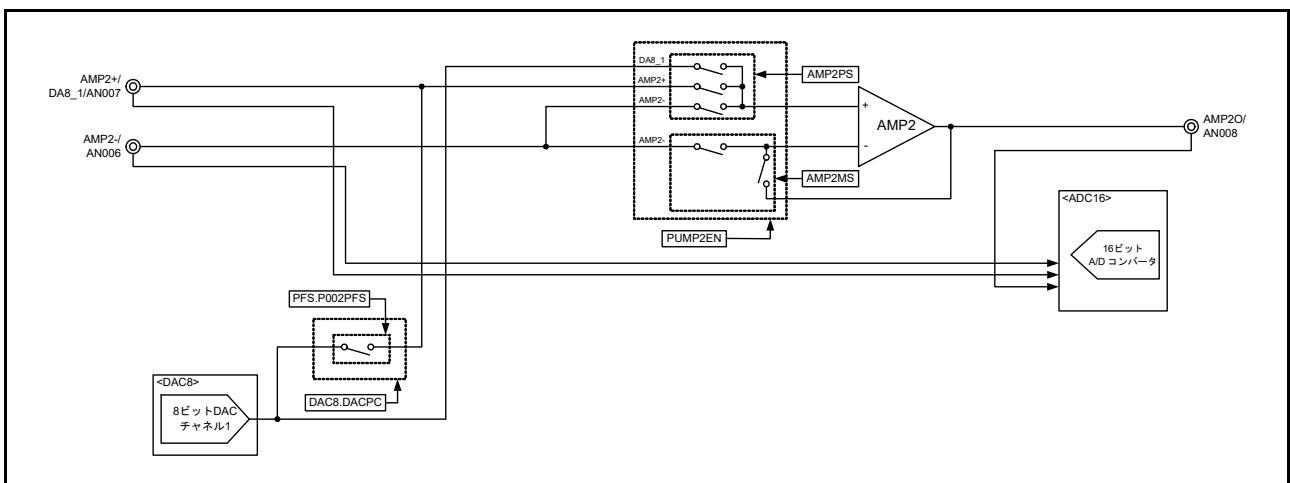 AMP2+/
DA8_1/AN007
AMP2-/
AN006
DA8_1
AMP2+
AMP2-
AMP2-
AMP2PS
+
-
AMP2
AMP2MS
PUMP2EN
AMP2O/
AN008
<ADC16>
16ビット
A/D コンバータ
PFS.P002PFS
DAC8.DACPC
<DAC8>
8ビットDAC
チャネル1